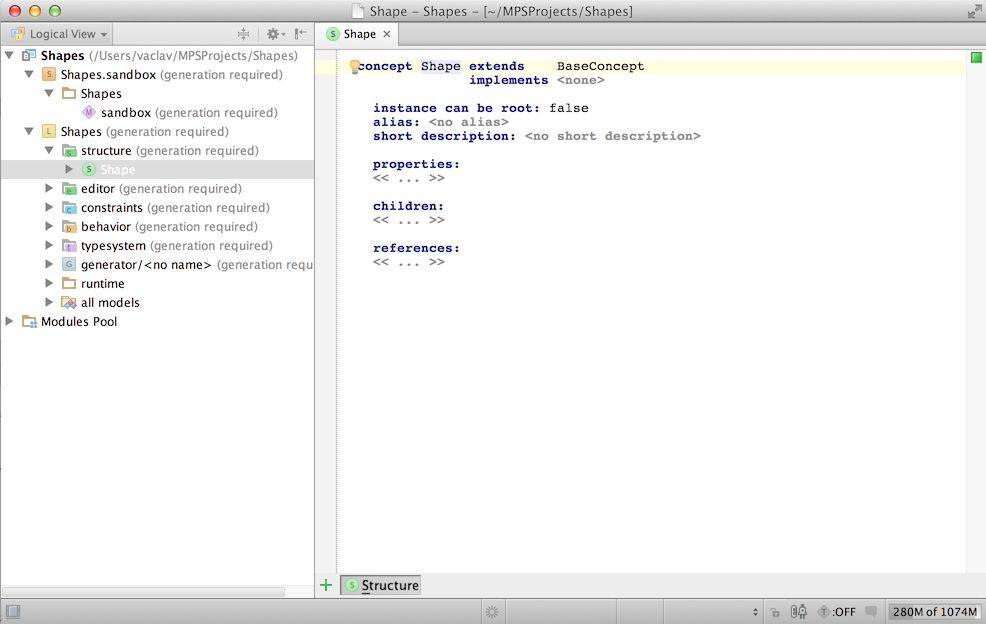 Shape – Shapes – [~/MPSProjects/Shapes]
Logical View
Shape
Shapes (/Users/vaclav/MPSProjects/Shapes)
S Shapes.sandbox (generation required)
Shapes
M sandbox (generation required)
L Shapes (generation required)
structure (generation required)
S Shape
editor (generation required)
constraints (generation required)
behavior (generation required)
typesystem (generation required)
G generator/<no name> (generation requ
runtime
all models
Modules Pool
concept Shape extends BaseConcept
implements <none>
instance can be root: false
alias: <no alias>
short description: <no short description>
properties:
<< ... >>
children:
<< ... >>
references:
<< ... >>
S Structure
T :OFF
280M of 1074M